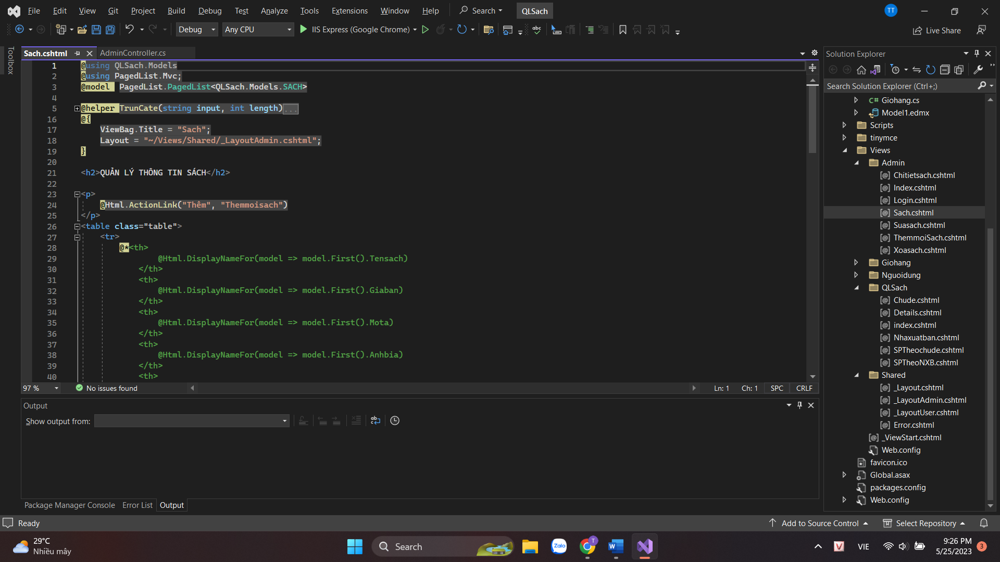 File Edit View Git Project Build Debug Test Analyze Tools Extensions Window Help Search QLSach TT
Debug Any CPU IIS Express (Google Chrome) Live Share
Toolbox
Sach.cshtml AdminController.cs
1 @using QLSach.Models
2 @using PagedList.Mvc;
3 @model PagedList.PagedList<QLSach.Models.SACH>
4
5 @helper TrunCate(string input, int length)...
16 @{
17 ViewBag.Title = "Sach";
18 Layout = "~/Views/Shared/_LayoutAdmin.cshtml";
19 }
20
21 <h2>QUẢN LÝ THÔNG TIN SÁCH</h2>
22
23 <p>
24 @Html.ActionLink("Thêm", "Themmoisach")
25 </p>
26 <table class="table">
27 <tr>
28 @*<th>
29 @Html.DisplayNameFor(model => model.First().Tensach)
30 </th>
31 <th>
32 @Html.DisplayNameFor(model => model.First().Giaban)
33 </th>
34 <th>
35 @Html.DisplayNameFor(model => model.First().Mota)
36 </th>
37 <th>
38 @Html.DisplayNameFor(model => model.First().Anhbia)
39 </th>
40 <th>
97 % No issues found Ln: 1 Ch: 1 SPC CRLF
Output
Show output from:
Package Manager Console Error List Output
Solution Explorer
Search Solution Explorer (Ctrl+;)
C# Giohang.cs
Model1.edmx
Scripts
tinymce
Views
Admin
[@] Chitietsach.cshtml
[@] Index.cshtml
[@] Login.cshtml
[@] Sach.cshtml
[@] Suasach.cshtml
[@] ThemmoiSach.cshtml
[@] Xoasach.cshtml
Giohang
Nguoidung
QLSach
[@] Chude.cshtml
[@] Details.cshtml
[@] index.cshtml
[@] Nhaxuatban.cshtml
[@] SPTheochude.cshtml
[@] SPTheoNXB.cshtml
Shared
[@] _Layout.cshtml
[@] _LayoutAdmin.cshtml
[@] _LayoutUser.cshtml
[@] Error.cshtml
[@] _ViewStart.cshtml
Web.config
favicon.ico
Global.asax
packages.config
Web.config
Ready Add to Source Control Select Repository
29°C
Nhiều mây
Search
Zalo
T
W
V
VIE
9:26 PM
5/25/2023
3